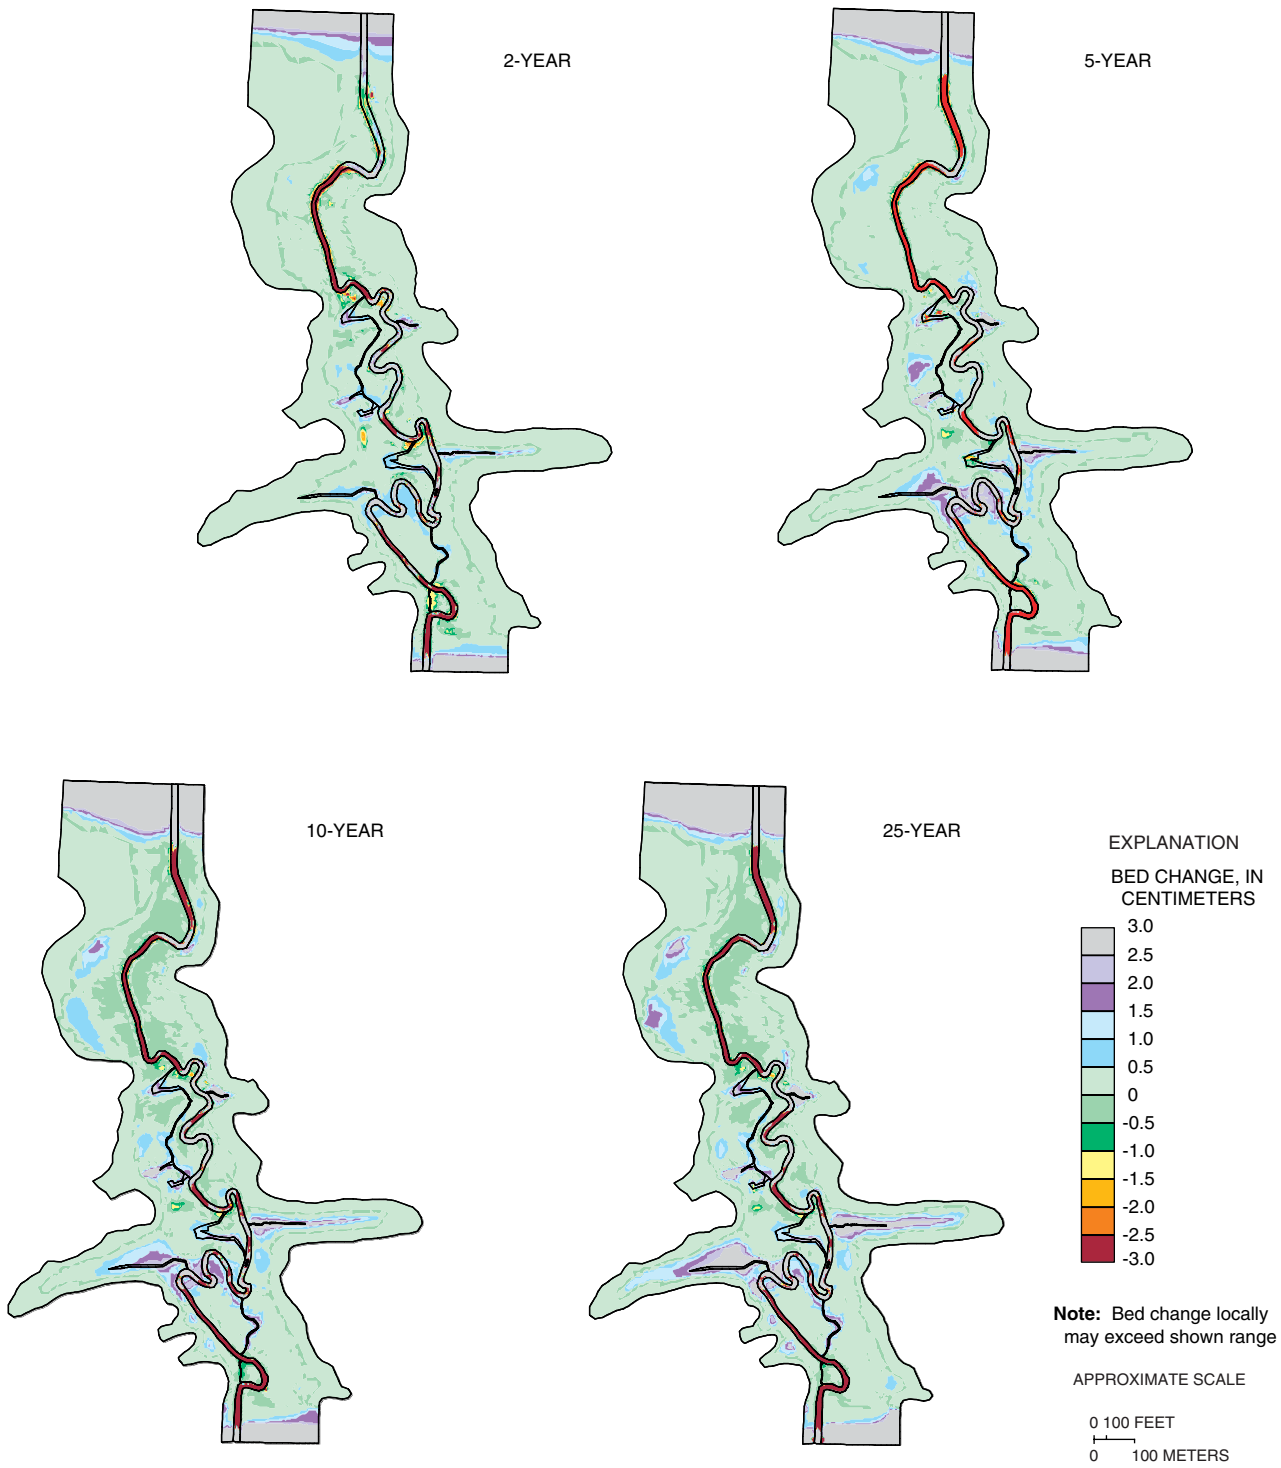 2-YEAR
5-YEAR
10-YEAR
25-YEAR
EXPLANATION
BED CHANGE, IN
CENTIMETERS
3.0
2.5
2.0
1.5
1.0
0.5
0
-0.5
-1.0
-1.5
-2.0
-2.5
-3.0
Note: Bed change locally
may exceed shown range
APPROXIMATE SCALE
0 100 FEET
0 100 METERS